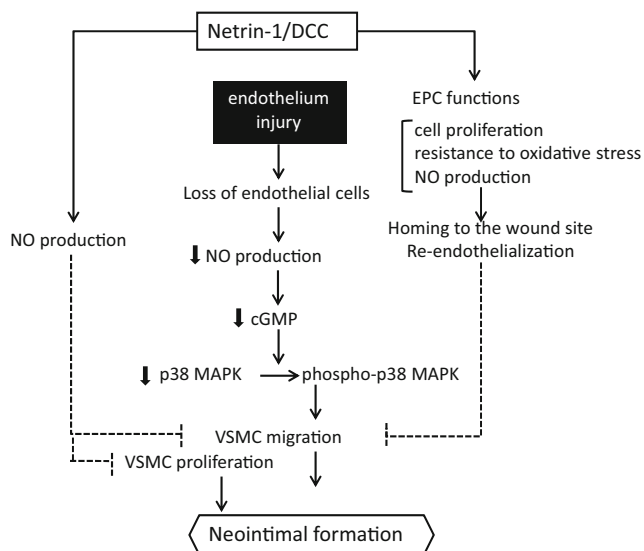 Netrin-1/DCC
endothelium
injury
EPC functions
cell proliferation
resistance to oxidative stress
NO production
Loss of endothelial cells
NO production
Homing to the wound site
Re-endothelialization
NO production
cGMP
p38 MAPK
phospho-p38 MAPK
VSMC migration
VSMC proliferation
Neointimal formation